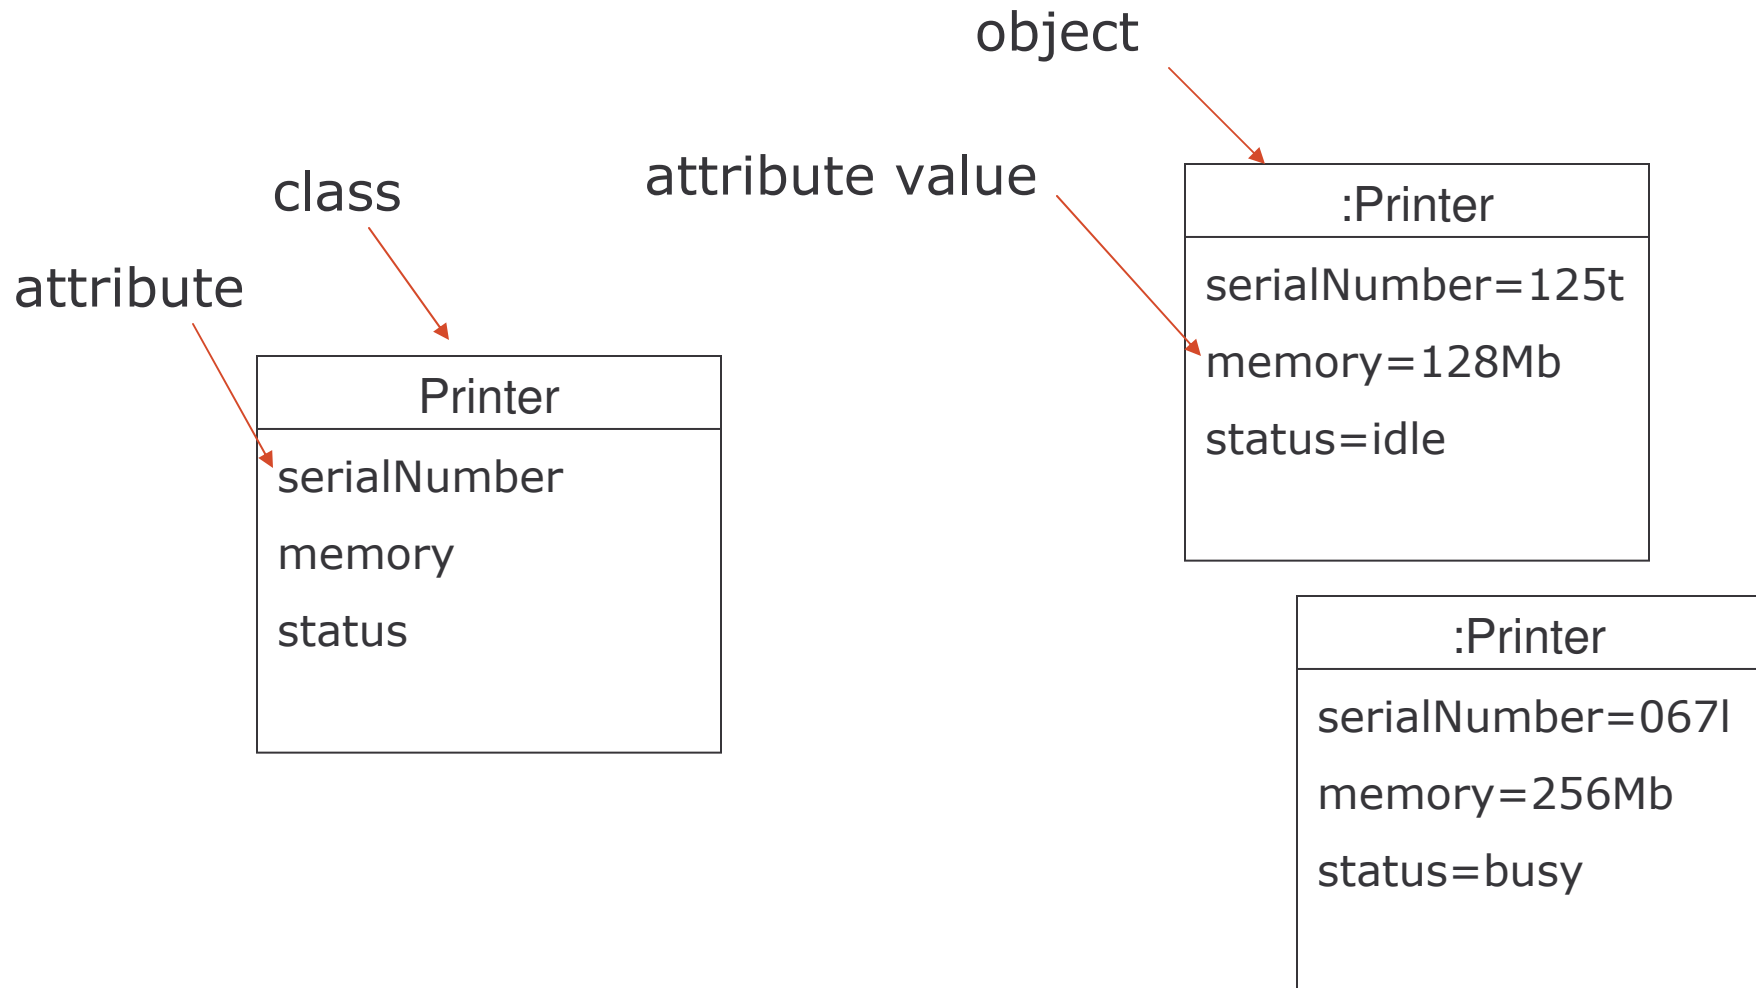 object
attribute value
class
attribute
Printer
serialNumber
memory
status
:Printer
serialNumber=125t
memory=128Mb
status=idle
:Printer
serialNumber=067l
memory=256Mb
status=busy